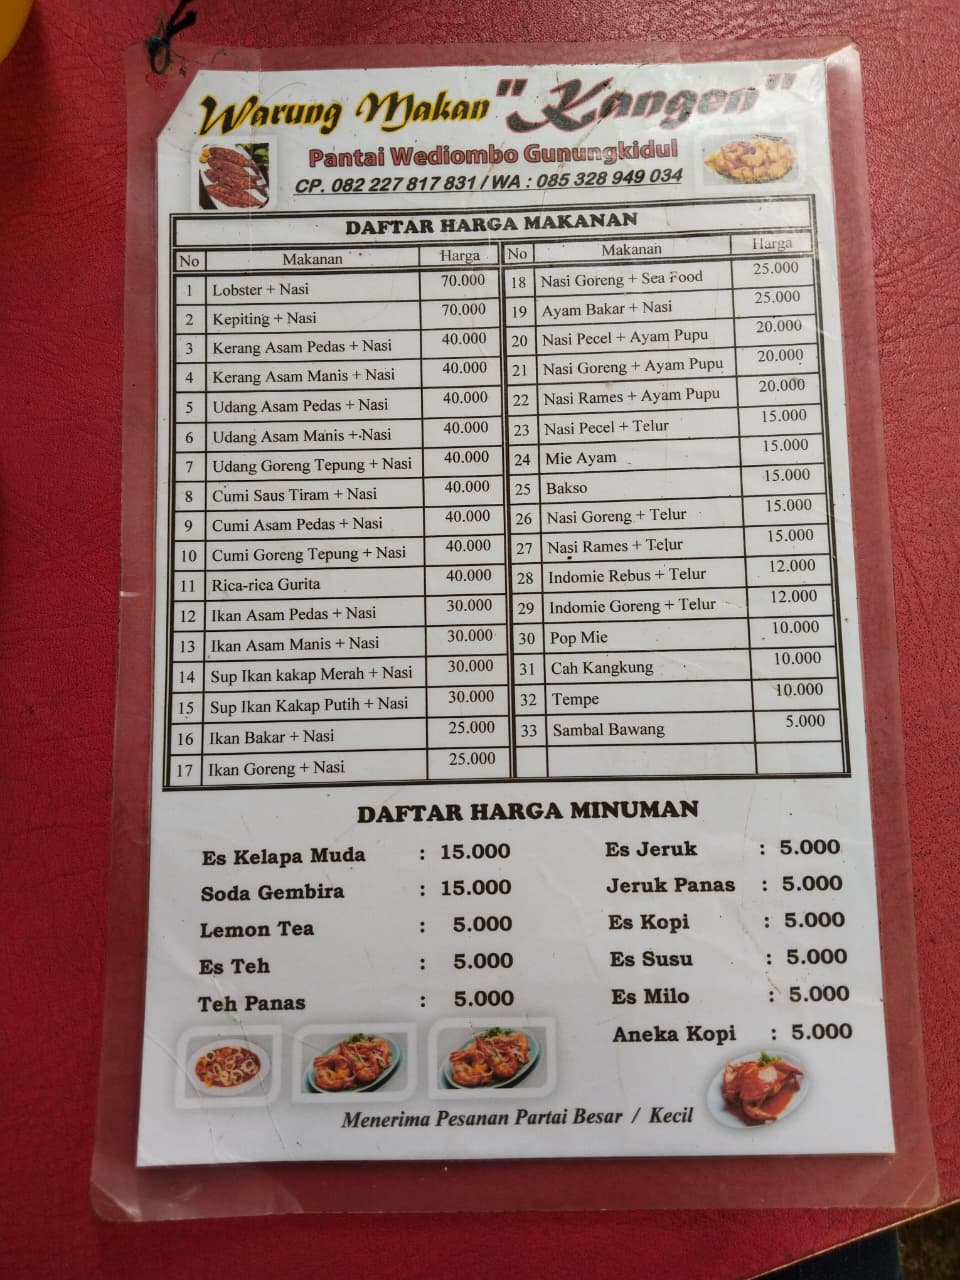 Warung Makan "Kangen"
Pantai Wediombo Gunungkidul
CP. 082 227 817 831 / WA : 085 328 949 034
DAFTAR HARGA MAKANAN
No Makanan Harga
1 Lobster + Nasi 70.000
2 Kepiting + Nasi 70.000
3 Kerang Asam Pedas + Nasi 40.000
4 Kerang Asam Manis + Nasi 40.000
5 Udang Asam Pedas + Nasi 40.000
6 Udang Asam Manis + Nasi 40.000
7 Udang Goreng Tepung + Nasi 40.000
8 Cumi Saus Tiram + Nasi 40.000
9 Cumi Asam Pedas + Nasi 40.000
10 Cumi Goreng Tepung + Nasi 40.000
11 Rica-rica Gurita 40.000
12 Ikan Asam Pedas + Nasi 30.000
13 Ikan Asam Manis + Nasi 30.000
14 Sup Ikan kakap Merah + Nasi 30.000
15 Sup Ikan Kakap Putih + Nasi 30.000
16 Ikan Bakar + Nasi 25.000
17 Ikan Goreng + Nasi 25.000
No Makanan Harga
18 Nasi Goreng + Sea Food 25.000
19 Ayam Bakar + Nasi 25.000
20 Nasi Pecel + Ayam Pupu 20.000
21 Nasi Goreng + Ayam Pupu 20.000
22 Nasi Rames + Ayam Pupu 20.000
23 Nasi Pecel + Telur 15.000
24 Mie Ayam 15.000
25 Bakso 15.000
26 Nasi Goreng + Telur 15.000
27 Nasi Rames + Telur 15.000
28 Indomie Rebus + Telur 12.000
29 Indomie Goreng + Telur 12.000
30 Pop Mie 10.000
31 Cah Kangkung 10.000
32 Tempe 10.000
33 Sambal Bawang 5.000
DAFTAR HARGA MINUMAN
Es Kelapa Muda : 15.000
Soda Gembira : 15.000
Lemon Tea : 5.000
Es Teh : 5.000
Teh Panas : 5.000
Es Jeruk : 5.000
Jeruk Panas : 5.000
Es Kopi : 5.000
Es Susu : 5.000
Es Milo : 5.000
Aneka Kopi : 5.000
Menerima Pesanan Partai Besar / Kecil